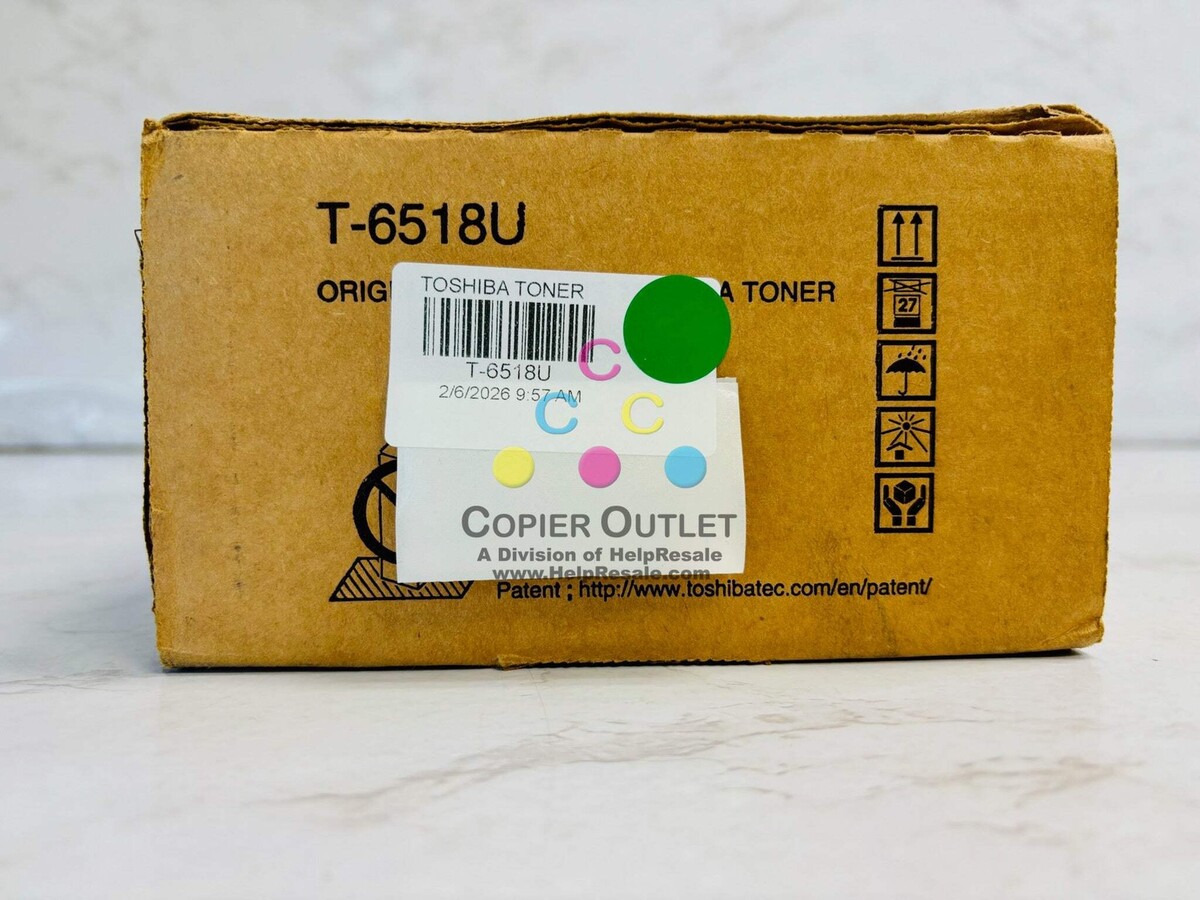 T-6518U
ORIG
A TONER
TOSHIBA TONER
T-6518U
2/6/2026 9:57 AM
27
C
C C
COPIER OUTLET
A Division of HelpResale
www.HelpResale.com
Patent ; http://www.toshibatec.com/en/patent/